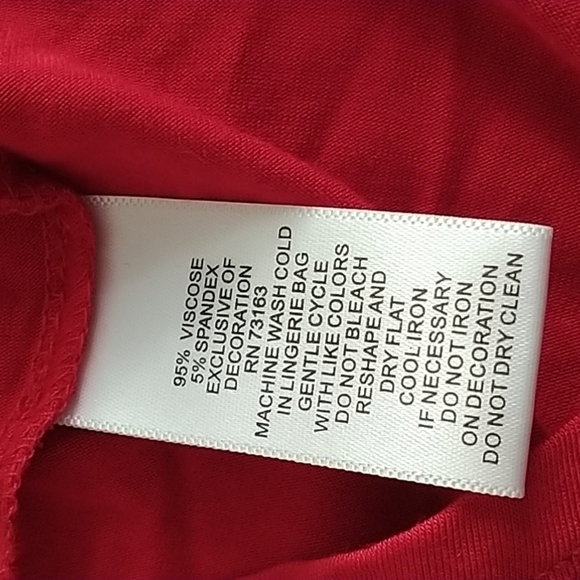 95% VISCOSE
5% SPANDEX
EXCLUSIVE OF
DECORATION
RN 73163
MACHINE WASH COLD
IN LINGERIE BAG
GENTLE CYCLE
WITH LIKE COLORS
DO NOT BLEACH
RESHAPE AND
DRY FLAT
COOL IRON
IF NECESSARY
DO NOT IRON
ON DECORATION
DO NOT DRY CLEAN